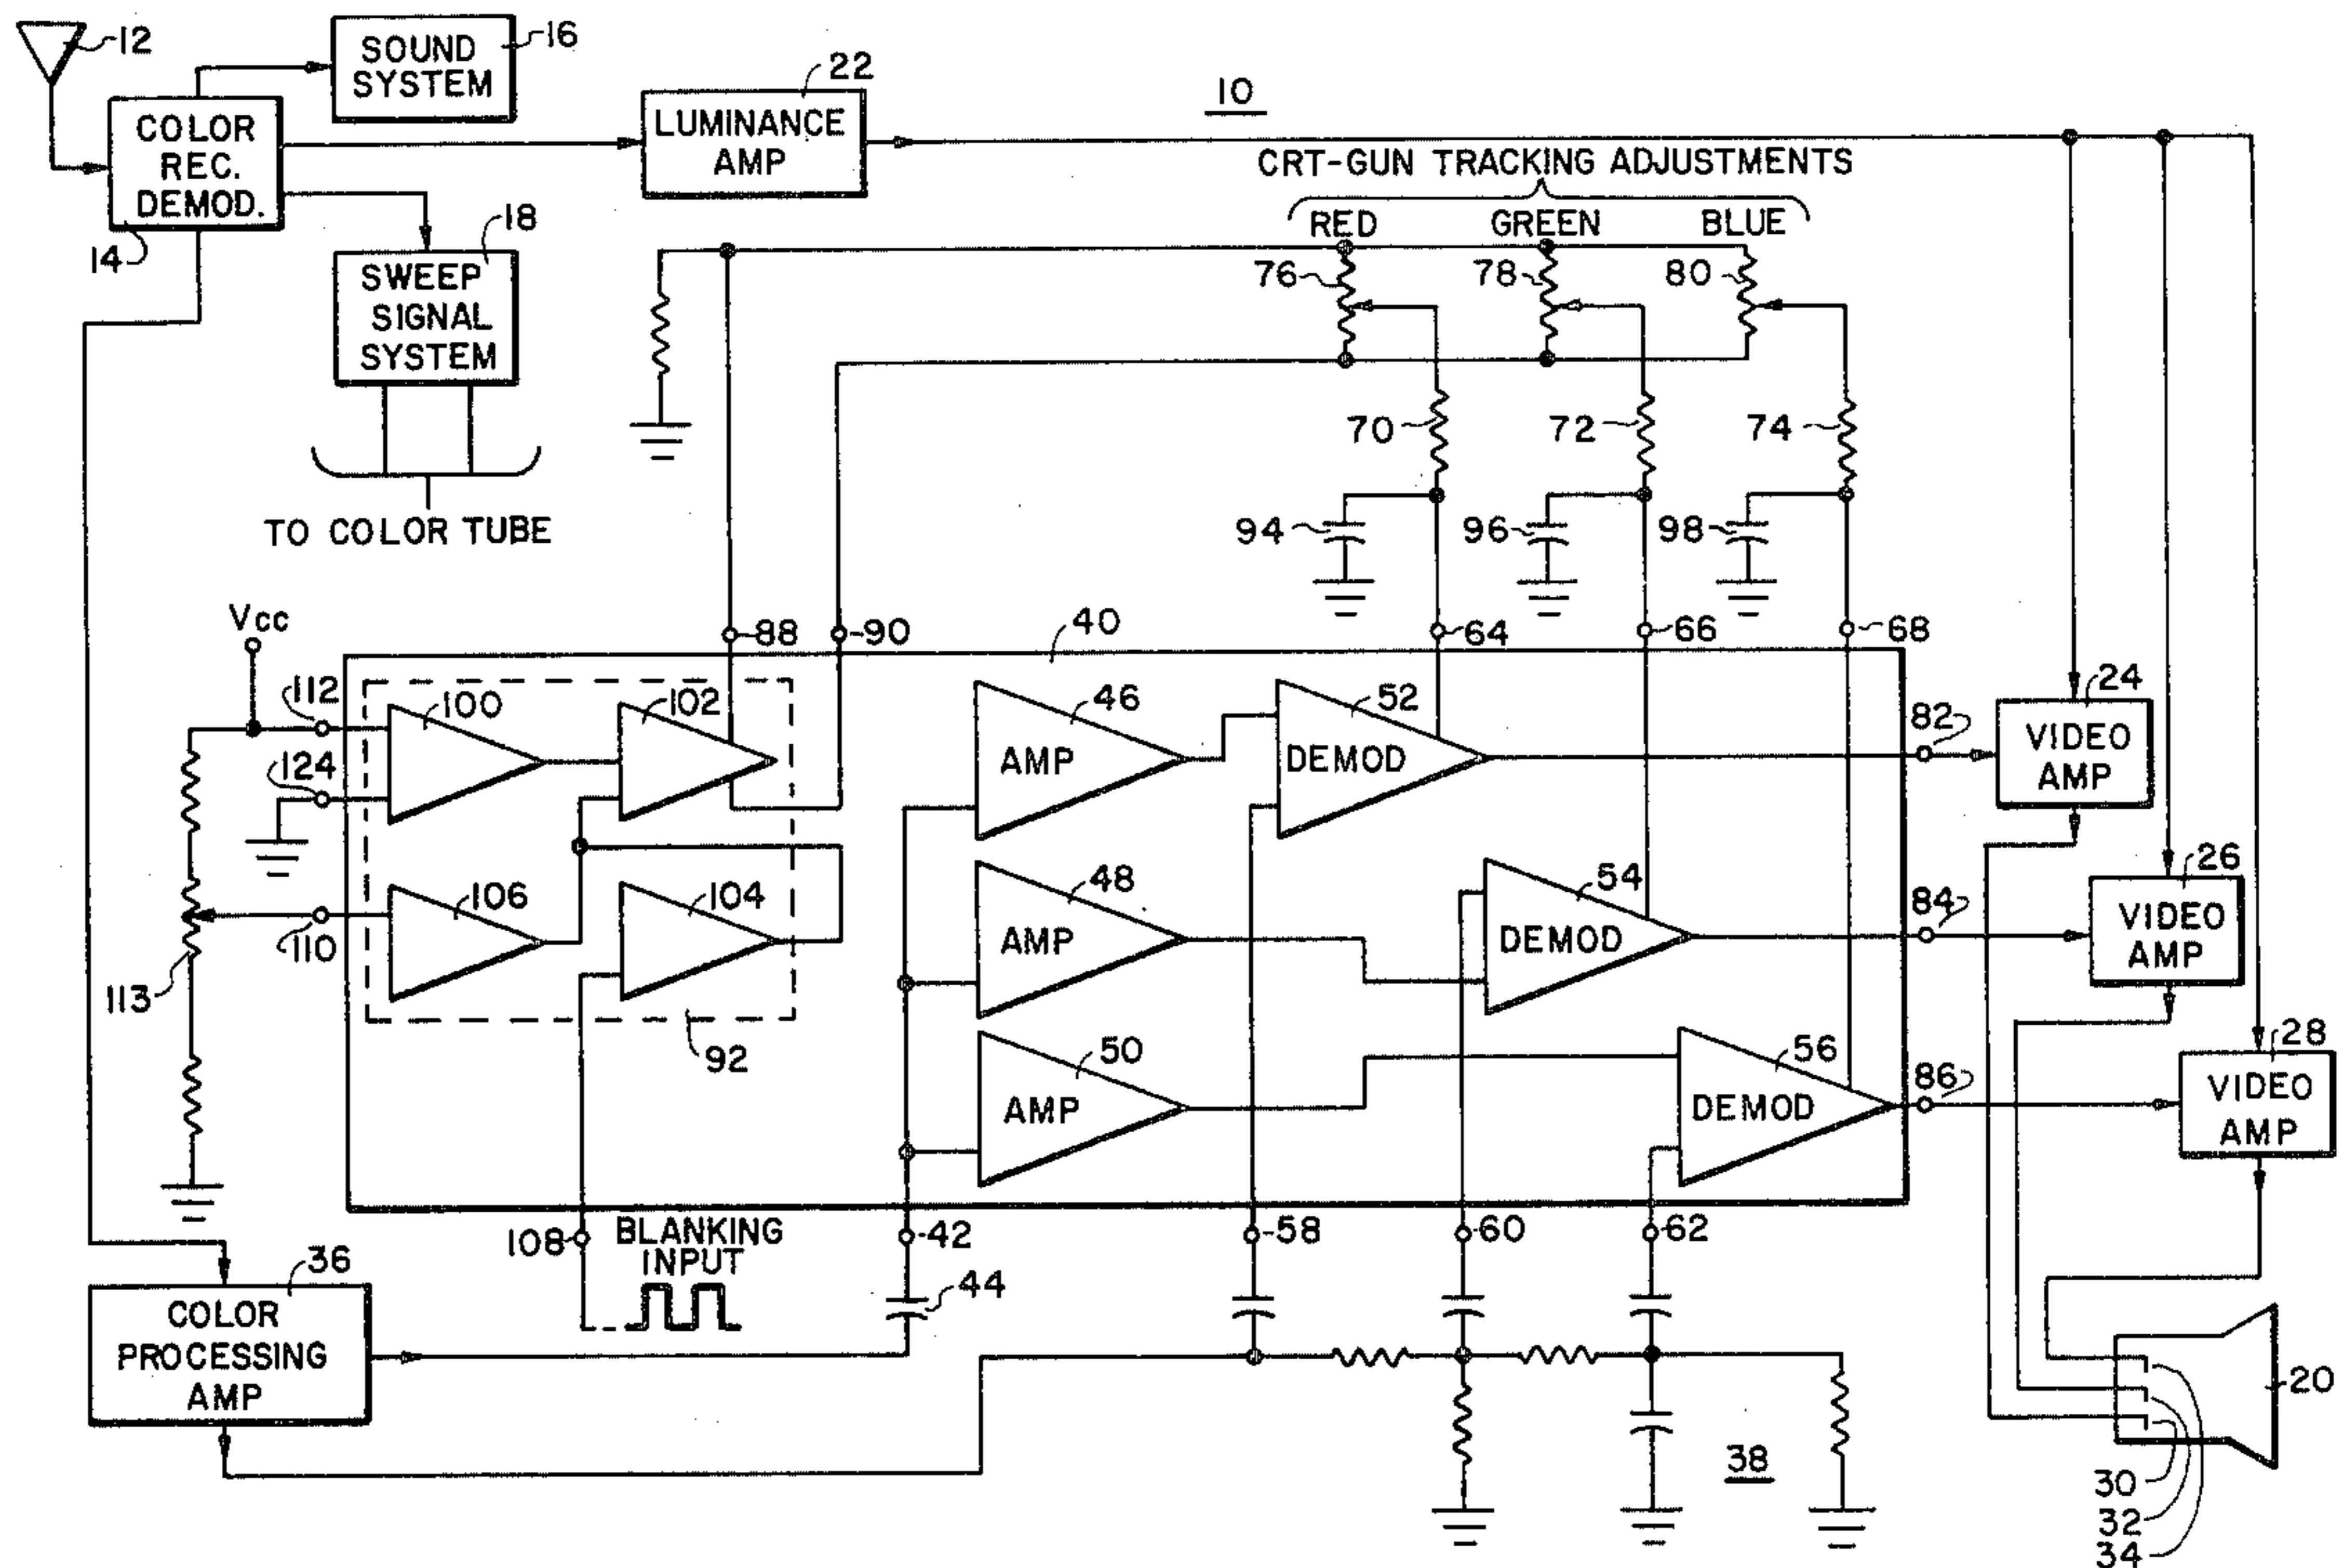 12
SOUND
SYSTEM
16
COLOR
REC.
DEMOD.
14
LUMINANCE
AMP
22
10
CRT-GUN TRACKING ADJUSTMENTS
RED
GREEN
BLUE
76
78
80
SWEEP
SIGNAL
SYSTEM
18
TO COLOR TUBE
70
72
74
94
96
98
Vcc
88
90
40
64
66
68
112
124
100
102
110
106
104
113
92
46
AMP
52
DEMOD
48
AMP
54
DEMOD
50
AMP
56
DEMOD
82
84
86
24
VIDEO
AMP
26
VIDEO
AMP
28
VIDEO
AMP
108
BLANKING
INPUT
42
58
60
62
44
36
COLOR
PROCESSING
AMP
38
20
30
32
34